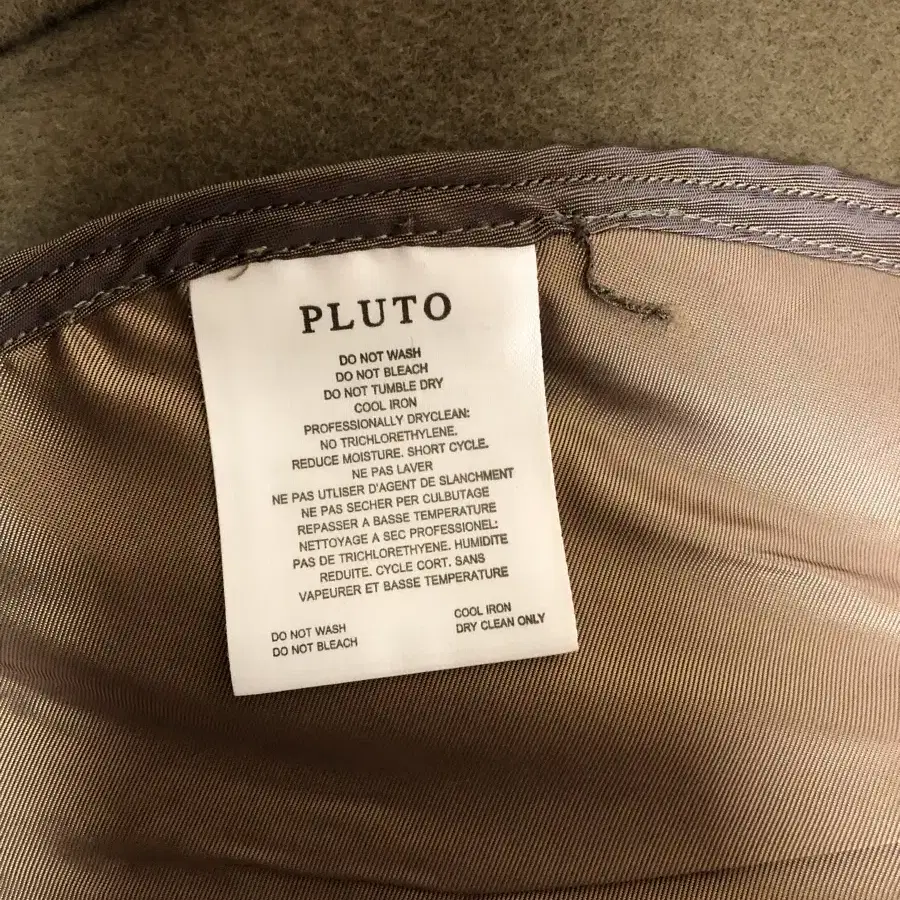 PLUTO
DO NOT WASH
DO NOT BLEACH
DO NOT TUMBLE DRY
COOL IRON
PROFESSIONALLY DRYCLEAN:
NO TRICHLORETHYLENE.
REDUCE MOISTURE. SHORT CYCLE.
NE PAS LAVER
NE PAS UTLISER D'AGENT DE SLANCHMENT
NE PAS SECHER PER CULBUTAGE
REPASSER A BASSE TEMPERATURE
NETTOYAGE A SEC PROFESSIONEL:
PAS DE TRICHLORETHYENE. HUMIDITE
REDUITE. CYCLE CORT. SANS
VAPEURER ET BASSE TEMPERATURE
DO NOT WASH
DO NOT BLEACH
COOL IRON
DRY CLEAN ONLY